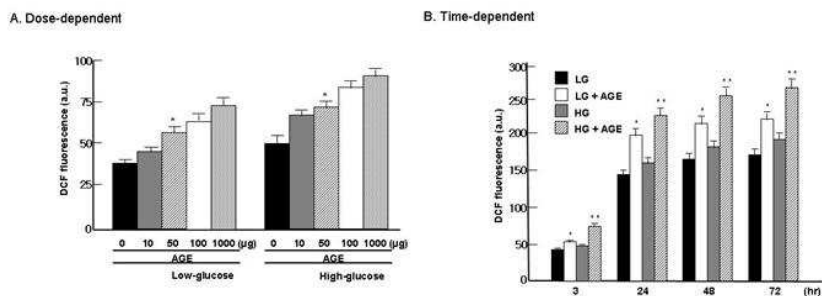 A. Dose-dependent
DCF fluorescence (a.u.)
100
75
50
25
0
0 10 50 100 1000 (μg)
AGE
Low-glucose
*
0 10 50 100 1000 (μg)
AGE
High-glucose
*
B. Time-dependent
DCF fluorescence (a.u.)
300
250
200
150
100
50
0
LG
LG + AGE
HG
HG + AGE
* **
* **
* **
* **
3 24 48 72 (hr)